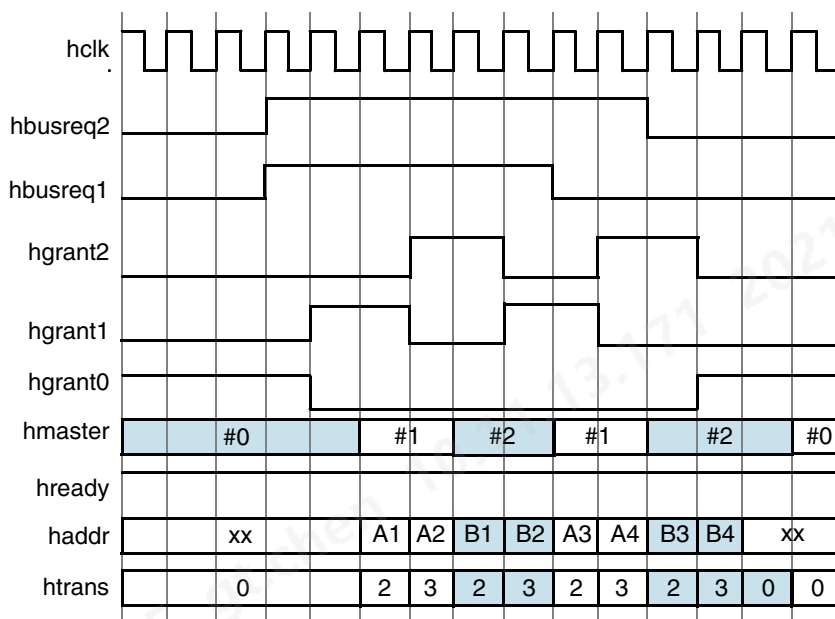 hclk
hbusreq2
hbusreq1
hgrant2
hgrant1
hgrant0
hmaster #0 #1 #2 #1 #2 #0
hready
haddr xx A1 A2 B1 B2 A3 A4 B3 B4 xx
htrans 0 2 3 2 3 2 3 2 3 0 0